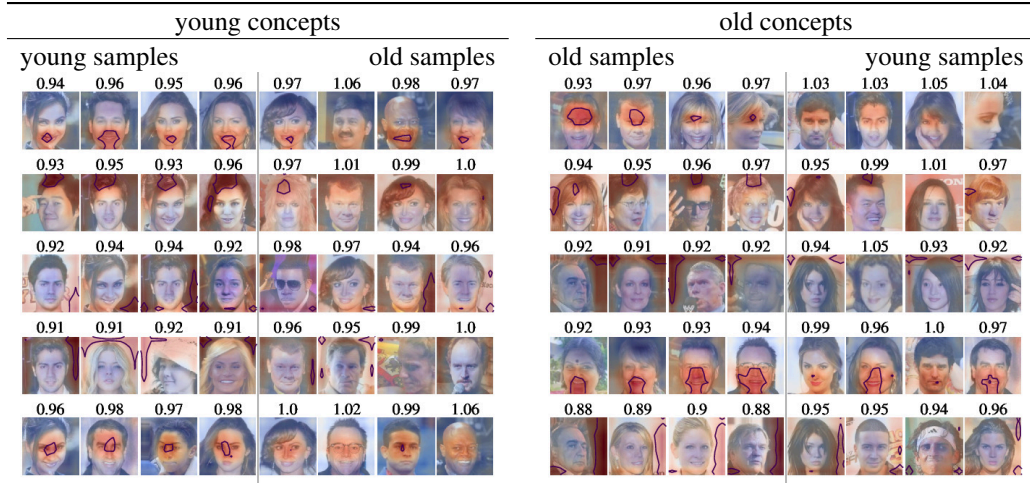 young concepts old concepts
young samples old samples old samples young samples
0.94 0.96 0.95 0.96 0.97 1.06 0.98 0.97 0.93 0.97 0.96 0.97 1.03 1.03 1.05 1.04
0.93 0.95 0.93 0.96 0.97 1.01 0.99 1.0 0.94 0.95 0.96 0.97 0.95 0.99 1.01 0.97
0.92 0.94 0.94 0.92 0.98 0.97 0.94 0.96 0.92 0.91 0.92 0.92 0.94 1.05 0.93 0.92
0.91 0.91 0.92 0.91 0.96 0.95 0.99 1.0 0.92 0.93 0.93 0.94 0.99 0.96 1.0 0.97
0.96 0.98 0.97 0.98 1.0 1.02 0.99 1.06 0.88 0.89 0.9 0.88 0.95 0.95 0.94 0.96